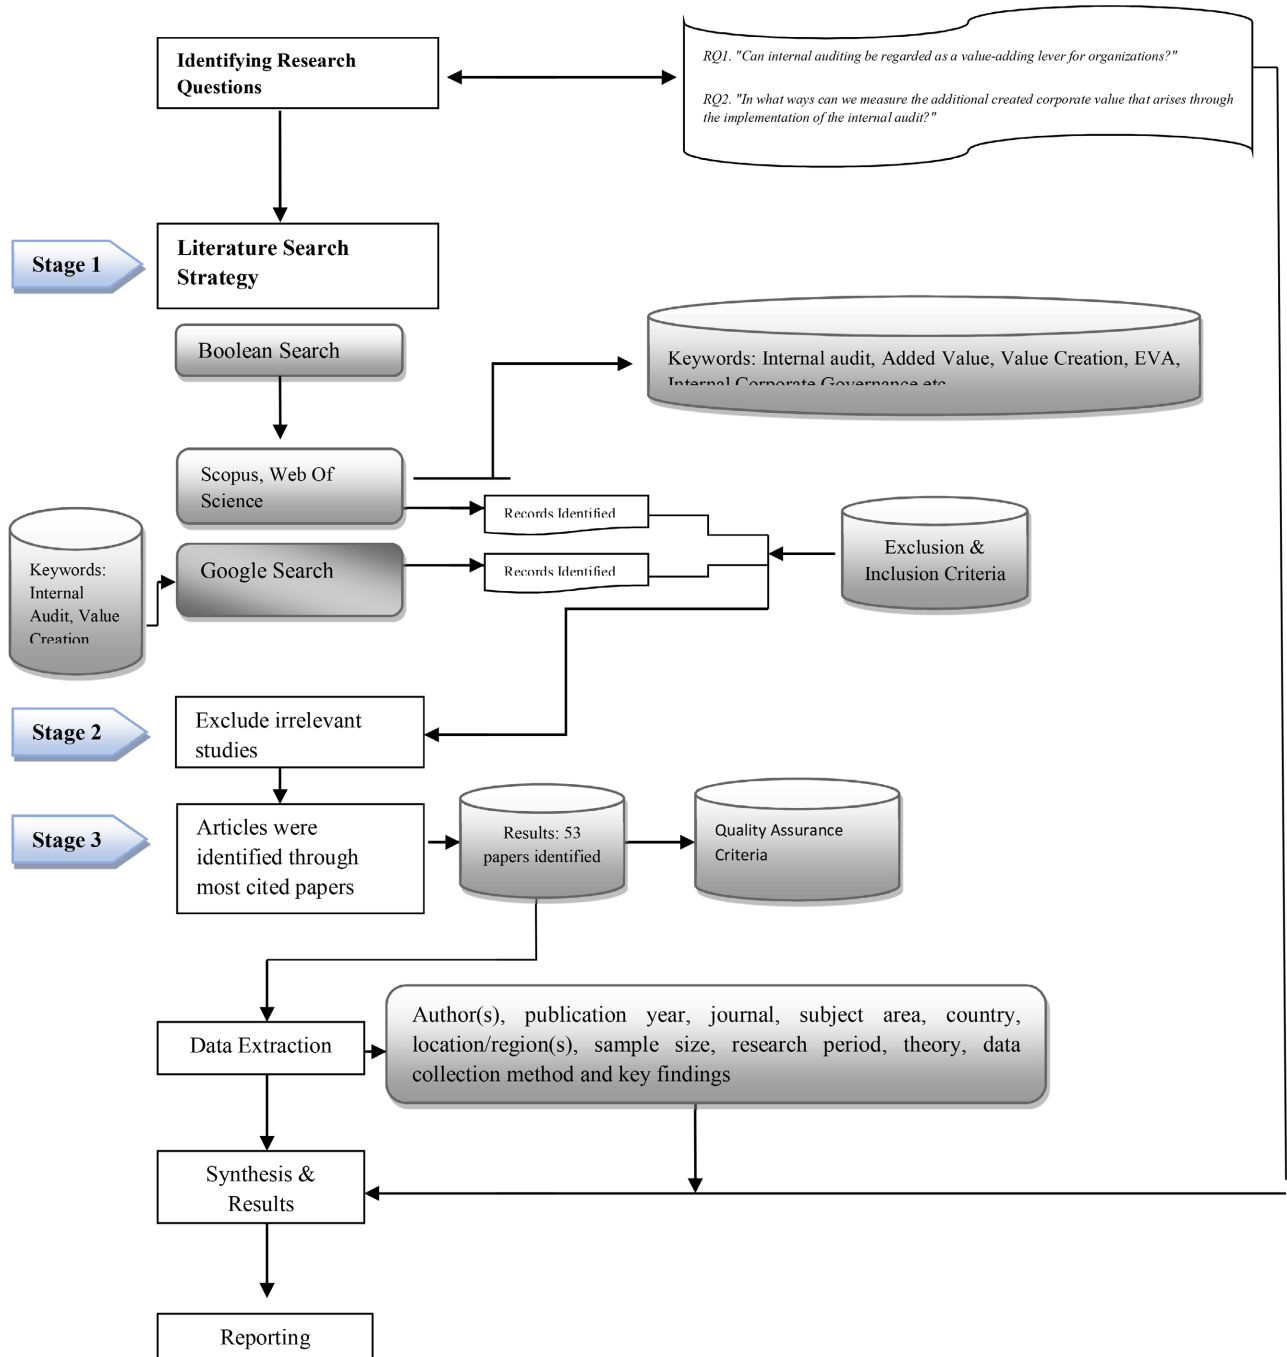 Identifying Research
Questions
RQ1. "Can internal auditing be regarded as a value-adding lever for organizations?"
RQ2. "In what ways can we measure the additional created corporate value that arises through
the implementation of the internal audit?"
Stage 1
Literature Search
Strategy
Boolean Search
Keywords: Internal audit, Added Value, Value Creation, EVA,
Internal Corporate Governance etc
Scopus, Web Of
Science
Records Identified
Exclusion &
Inclusion Criteria
Keywords:
Internal
Audit, Value
Creation
Google Search
Records Identified
Stage 2
Exclude irrelevant
studies
Stage 3
Articles were
identified through
most cited papers
Results: 53
papers identified
Quality Assurance
Criteria
Data Extraction
Author(s), publication year, journal, subject area, country,
location/region(s), sample size, research period, theory, data
collection method and key findings
Synthesis &
Results
Reporting